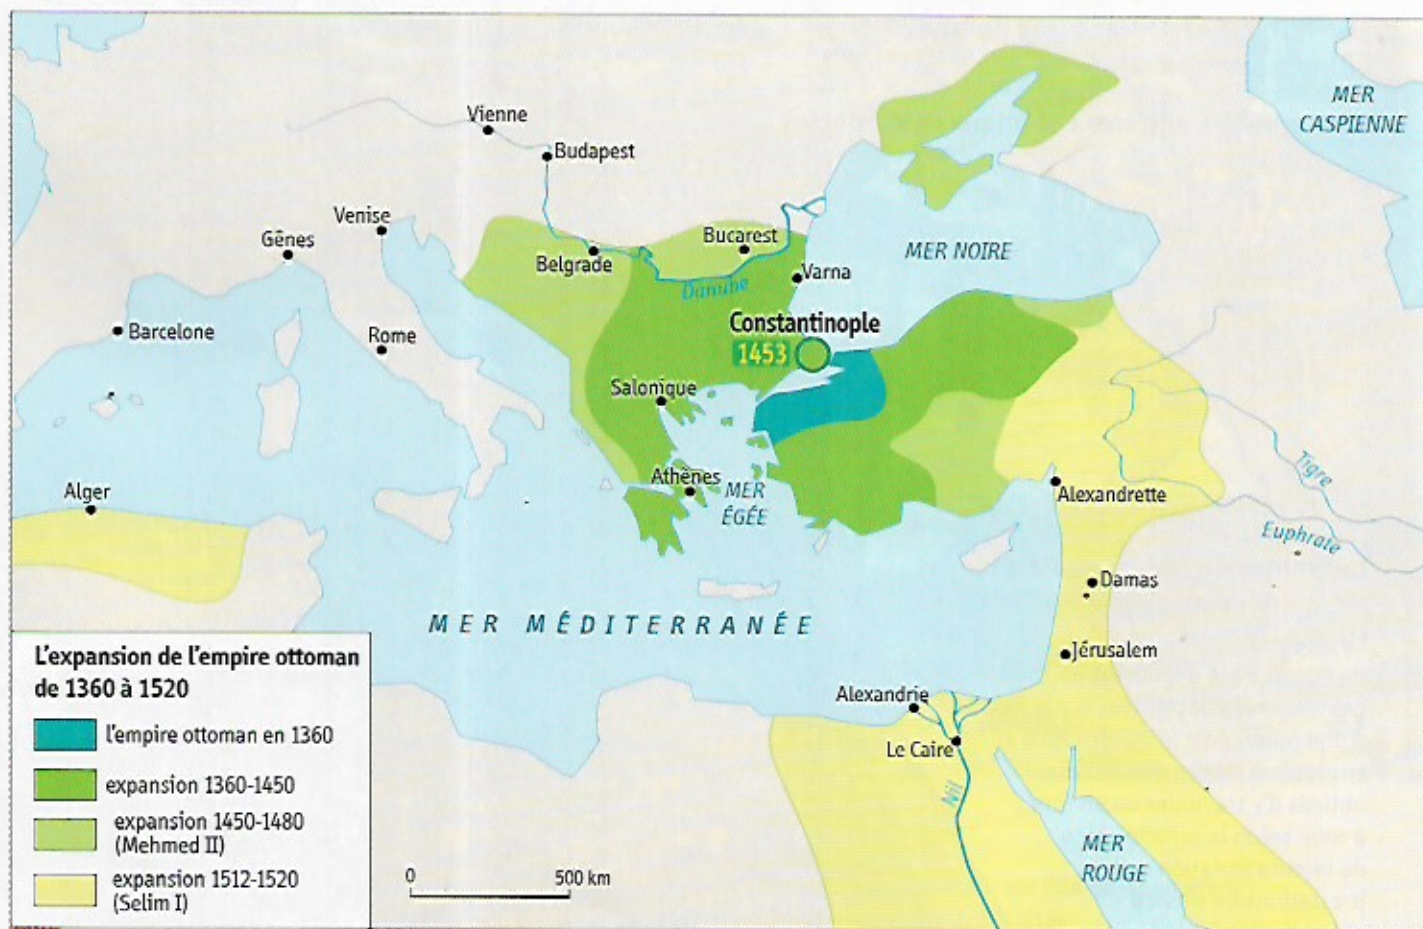 MER
CASPIENNE
Vienne
Budapest
Venise
Gênes
Bucarest
Belgrade
MER NOIRE
Varna
Danube
Constantinople
1453
Barcelone
Rome
Salonique
Athènes
MER
ÉGÉE
Alger
Alexandrette
Tigre
Euphrate
Damas
MER MÉDITERRANÉE
Jérusalem
Alexandrie
Le Caire
Nil
MER
ROUGE
L'expansion de l'empire ottoman
de 1360 à 1520
l'empire ottoman en 1360
expansion 1360-1450
expansion 1450-1480
(Mehmed II)
expansion 1512-1520
(Selim I)
0 500 km